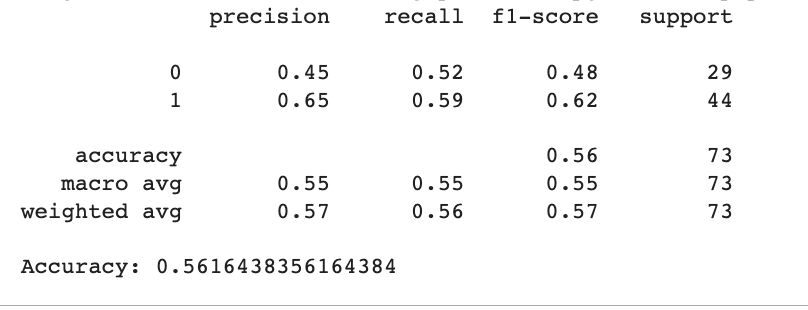 precision recall f1-score support
0 0.45 0.52 0.48 29
1 0.65 0.59 0.62 44
accuracy 0.56 73
macro avg 0.55 0.55 0.55 73
weighted avg 0.57 0.56 0.57 73
Accuracy: 0.5616438356164384